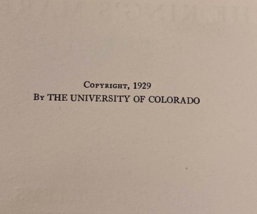 Copyright, 1929
By THE UNIVERSITY OF COLORADO